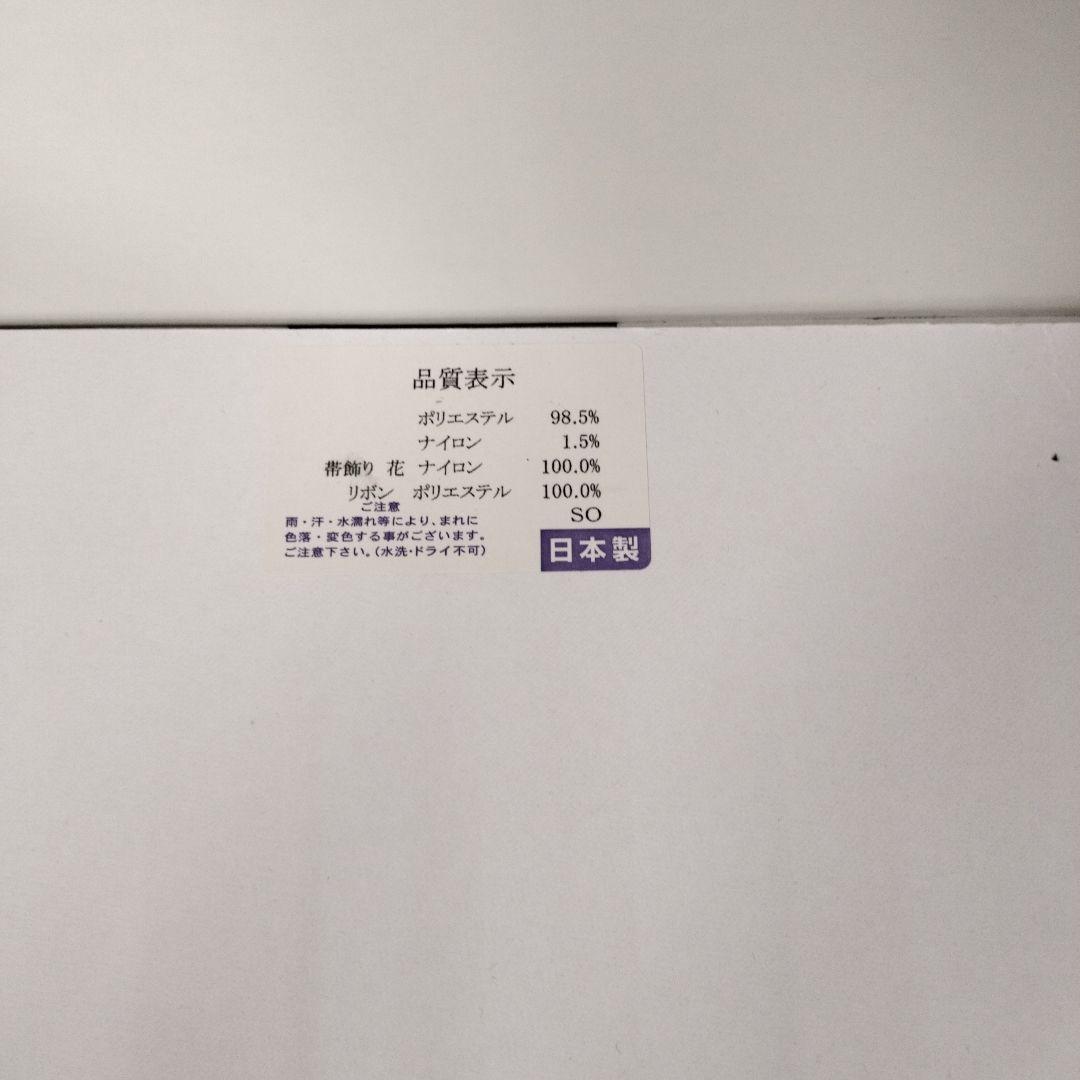 品質表示
ポリエステル 98.5%
ナイロン 1.5%
帯飾り 花 ナイロン 100.0%
リボン ポリエステル 100.0%
ご注意
SO
雨・汗・水濡れ等により、まれに
色落・変色する事がございます。
ご注意下さい。(水洗・ドライ不可)
日本製